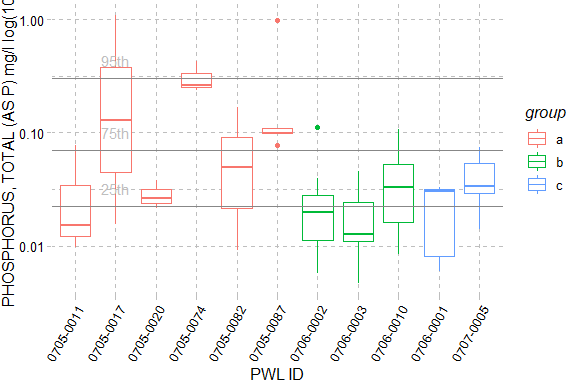 PHOSPHORUS, TOTAL (AS P) mg/l log(10
1.00
0.10
0.01
95th
75th
25th
0705-0011
0705-0017
0705-0020
0705-0074
0705-0082
0705-0087
0706-0002
0706-0003
0706-0010
0706-0001
0707-0005
PWL ID
group
a
b
c